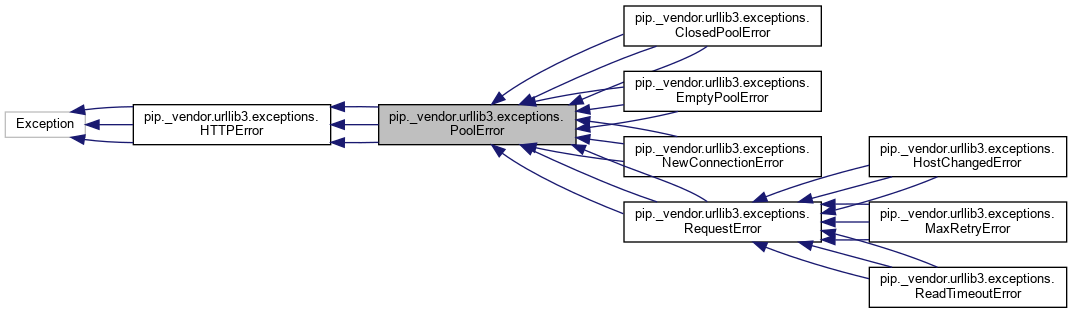 Exception
pip._vendor.urllib3.exceptions.
HTTPError
pip._vendor.urllib3.exceptions.
PoolError
pip._vendor.urllib3.exceptions.
ClosedPoolError
pip._vendor.urllib3.exceptions.
EmptyPoolError
pip._vendor.urllib3.exceptions.
NewConnectionError
pip._vendor.urllib3.exceptions.
RequestError
pip._vendor.urllib3.exceptions.
HostChangedError
pip._vendor.urllib3.exceptions.
MaxRetryError
pip._vendor.urllib3.exceptions.
ReadTimeoutError